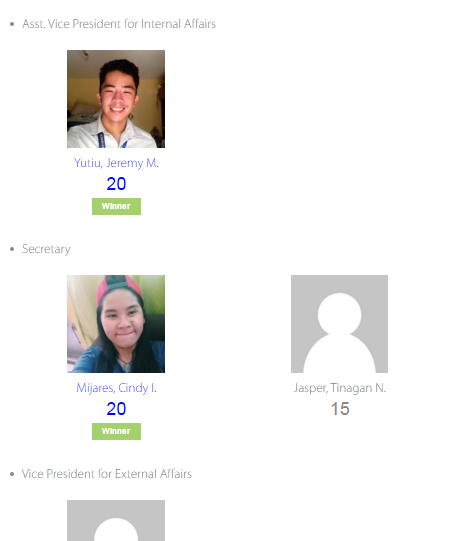 Asst. Vice President for Internal Affairs
Yutiu, Jeremy M.
20
Winner
Secretary
Mijares, Cindy I.
20
Winner
Jasper, Tinagan N.
15
Vice President for External Affairs